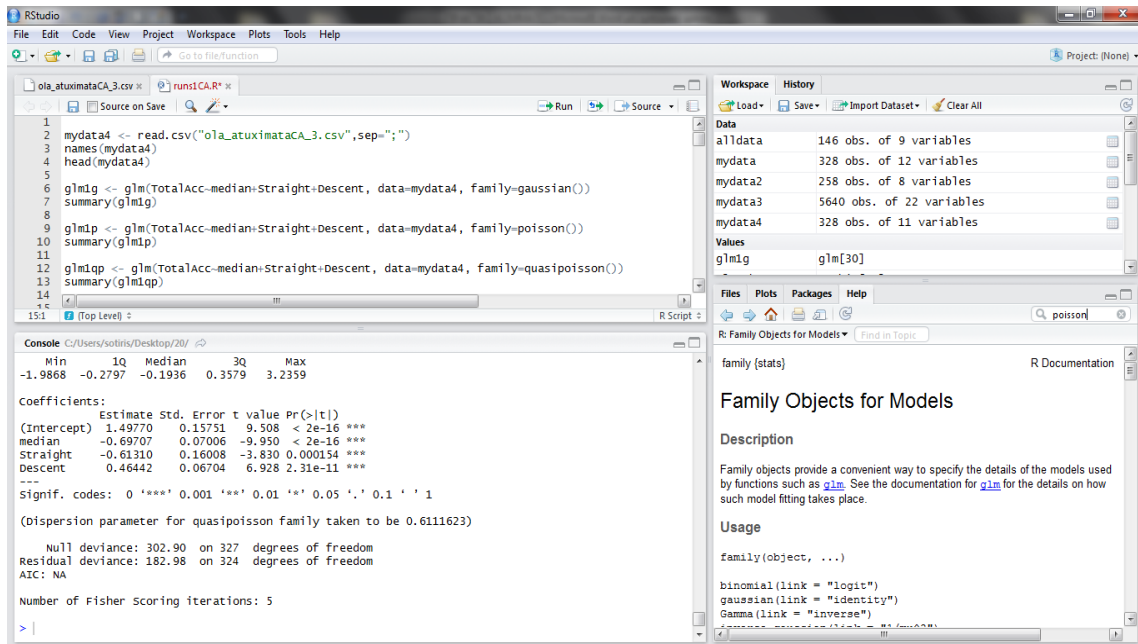 RStudio
File Edit Code View Project Workspace Plots Tools Help
Go to file/function
Project: (None)
ola_atuximataCA_3.csv
runs1CA.R*
Source on Save
Run
Source
1
2 mydata4 <- read.csv("ola_atuximataCA_3.csv",sep=";")
3 names(mydata4)
4 head(mydata4)
5
6 glm1g <- glm(TotalAcc~median+Straight+Descent, data=mydata4, family=gaussian())
7 summary(glm1g)
8
9 glm1p <- glm(TotalAcc~median+Straight+Descent, data=mydata4, family=poisson())
10 summary(glm1p)
11
12 glm1qp <- glm(TotalAcc~median+Straight+Descent, data=mydata4, family=quasipoisson())
13 summary(glm1qp)
14
15
15:1 (Top Level) R Script
Console C:/Users/sotiris/Desktop/20/
Min 1Q Median 3Q Max
-1.9868 -0.2797 -0.1936 0.3579 3.2359
Coefficients:
Estimate Std. Error t value Pr(>|t|)
(Intercept) 1.49770 0.15751 9.508 < 2e-16 ***
median -0.69707 0.07006 -9.950 < 2e-16 ***
Straight -0.61310 0.16008 -3.830 0.000154 ***
Descent 0.46442 0.06704 6.928 2.31e-11 ***
---
Signif. codes: 0 ‘***’ 0.001 ‘**’ 0.01 ‘*’ 0.05 ‘.’ 0.1 ‘ ’ 1
(Dispersion parameter for quasipoisson family taken to be 0.6111623)
Null deviance: 302.90 on 327 degrees of freedom
Residual deviance: 182.98 on 324 degrees of freedom
AIC: NA
Number of Fisher Scoring iterations: 5
>
Workspace History
Load Save Import Dataset Clear All
Data
alldata 146 obs. of 9 variables
mydata 328 obs. of 12 variables
mydata2 258 obs. of 8 variables
mydata3 5640 obs. of 22 variables
mydata4 328 obs. of 11 variables
Values
glm1g glm[30]
Files Plots Packages Help
poisson
R: Family Objects for Models Find in Topic
family {stats} R Documentation
Family Objects for Models
Description
Family objects provide a convenient way to specify the details of the models used
by functions such as glm. See the documentation for glm for the details on how
such model fitting takes place.
Usage
family(object, ...)
binomial(link = "logit")
gaussian(link = "identity")
Gamma(link = "inverse")